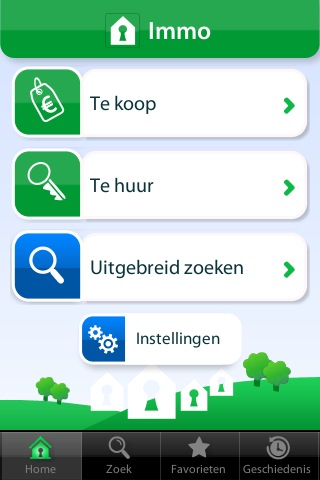 Immo
€
Te koop
Te huur
Uitgebreid zoeken
Instellingen
Home Zoek Favorieten Geschiedenis